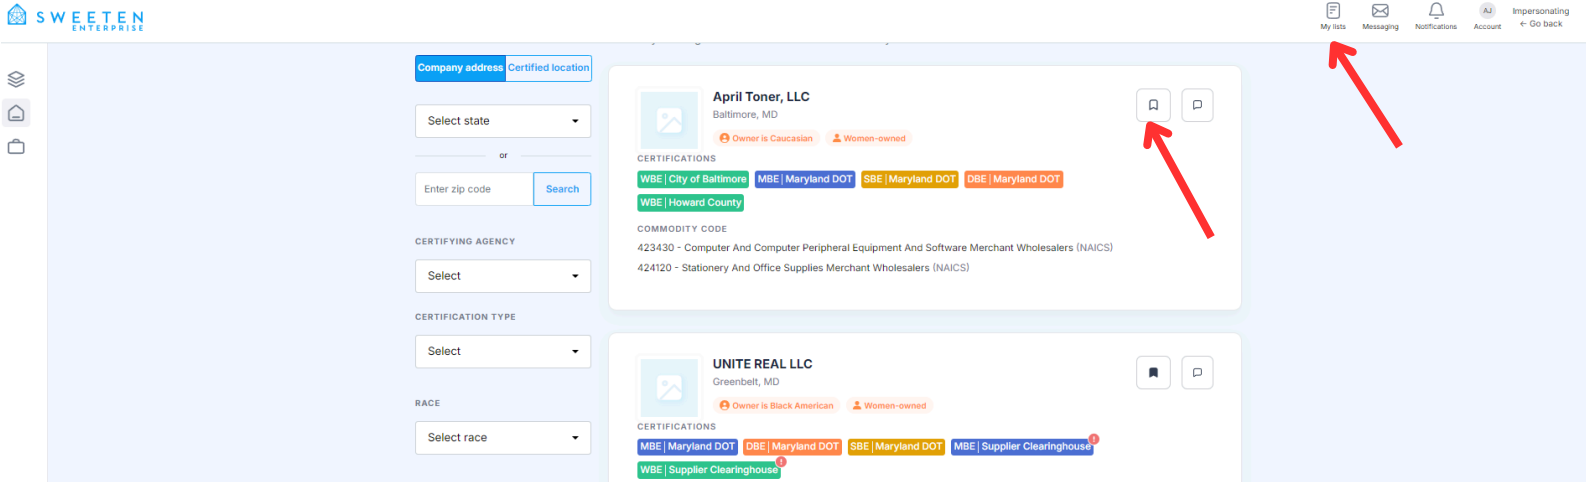 SWEETEN
ENTERPRISE
My lists
Messaging
Notifications
AJ
Account
Impersonating
← Go back
Company address
Certified location
Select state
or
Enter zip code
Search
CERTIFYING AGENCY
Select
CERTIFICATION TYPE
Select
RACE
Select race
April Toner, LLC
Baltimore, MD
Owner is Caucasian
Women-owned
CERTIFICATIONS
WBE | City of Baltimore
MBE | Maryland DOT
SBE | Maryland DOT
DBE | Maryland DOT
WBE | Howard County
COMMODITY CODE
423430 - Computer And Computer Peripheral Equipment And Software Merchant Wholesalers (NAICS)
424120 - Stationery And Office Supplies Merchant Wholesalers (NAICS)
UNITE REAL LLC
Greenbelt, MD
Owner is Black American
Women-owned
CERTIFICATIONS
MBE | Maryland DOT
DBE | Maryland DOT
SBE | Maryland DOT
MBE | Supplier Clearinghouse
!
WBE | Supplier Clearinghouse
!